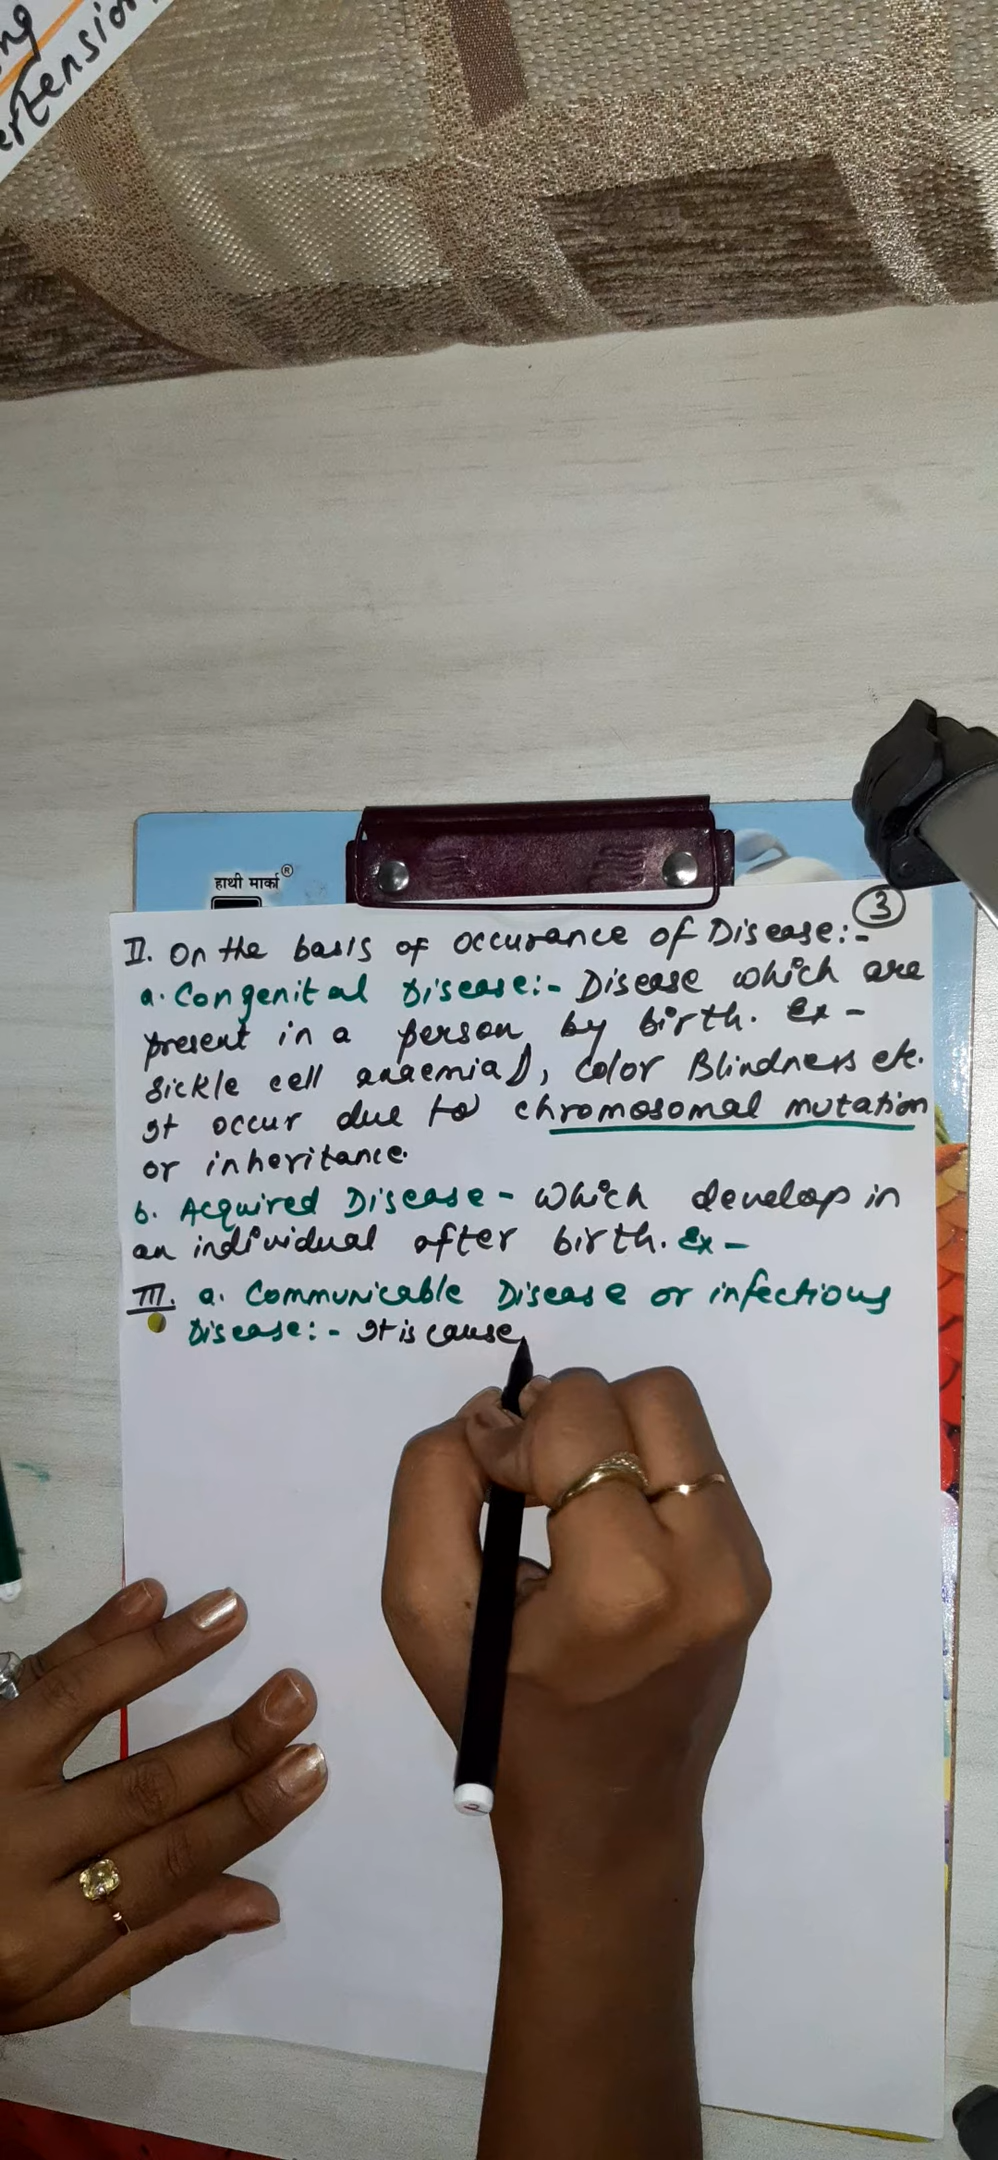 ng
ertension
हाथी मार्का®
3
II. On the basis of occurance of Disease:-
a. Congenital Disease:- Disease which are
present in a person by birth. Ex -
Sickle cell anaemia, Color Blindness etc.
It occur due to chromosomal mutation
or inheritance.
b. Acquired Disease - Which develop in
an individual after birth. Ex -
III. a. Communicable Disease or infectious
Disease:- It is cause